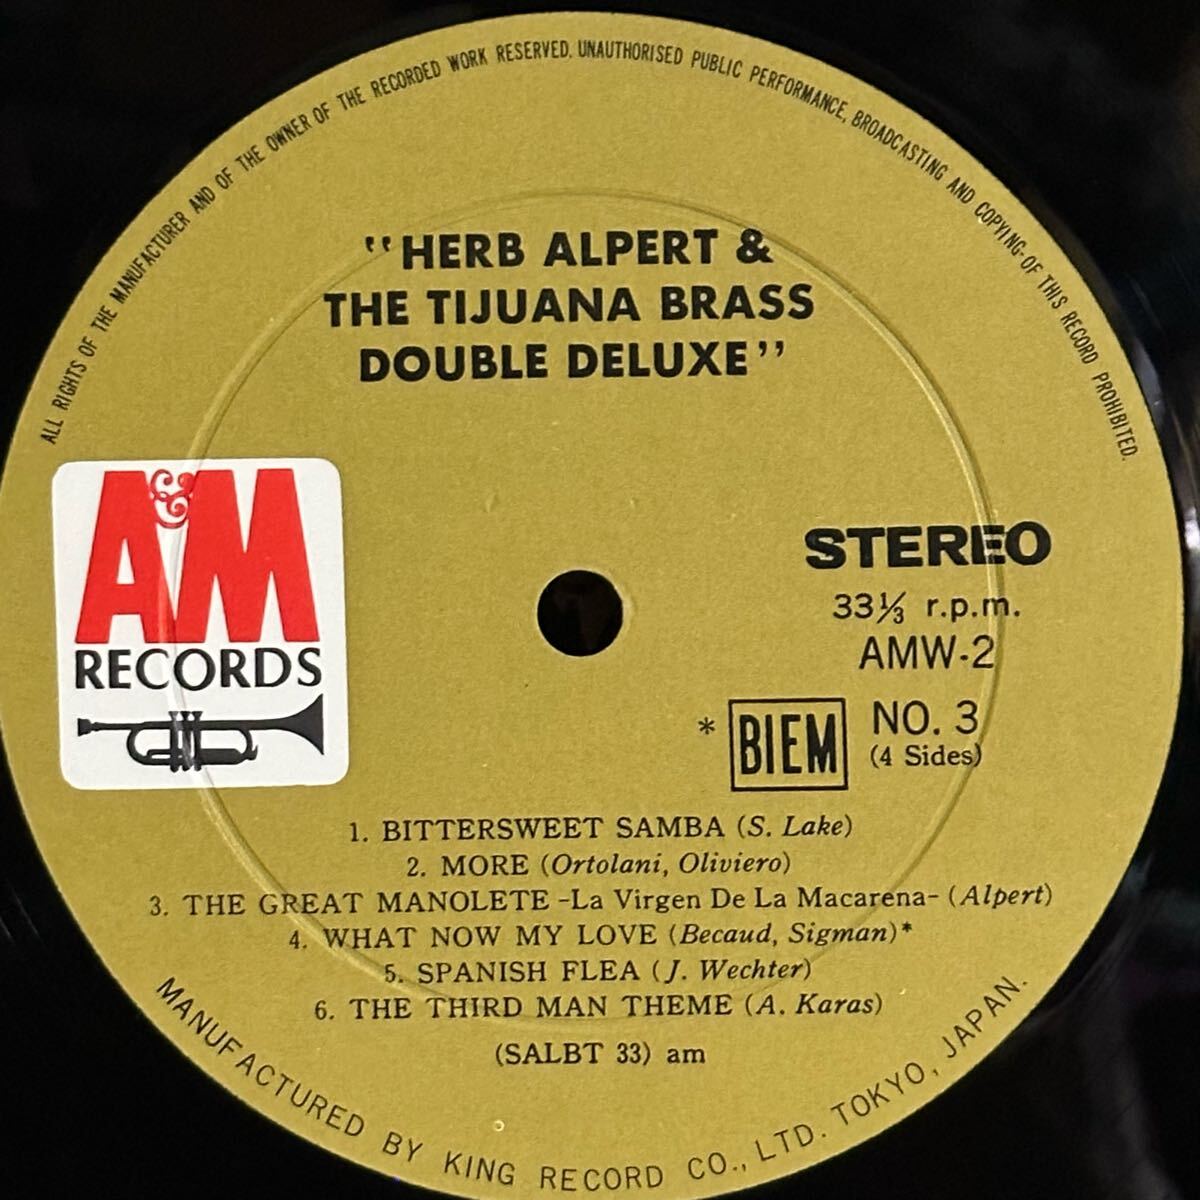 ALL RIGHTS OF THE MANUFACTURER AND OF THE OWNER OF THE RECORDED WORK RESERVED. UNAUTHORISED PUBLIC PERFORMANCE, BROADCASTING AND COPYING OF THIS RECORD PROHIBITED.
"HERB ALPERT &
THE TIJUANA BRASS
DOUBLE DELUXE"
A&M
RECORDS
STEREO
33⅓ r.p.m.
AMW-2
* BIEM NO. 3
(4 Sides)
1. BITTERSWEET SAMBA (S. Lake)
2. MORE (Ortolani, Oliviero)
3. THE GREAT MANOLETE -La Virgen De La Macarena- (Alpert)
4. WHAT NOW MY LOVE (Becaud, Sigman)*
5. SPANISH FLEA (J. Wechter)
6. THE THIRD MAN THEME (A. Karas)
(SALBT 33) am
MANUFACTURED BY KING RECORD CO., LTD. TOKYO, JAPAN.